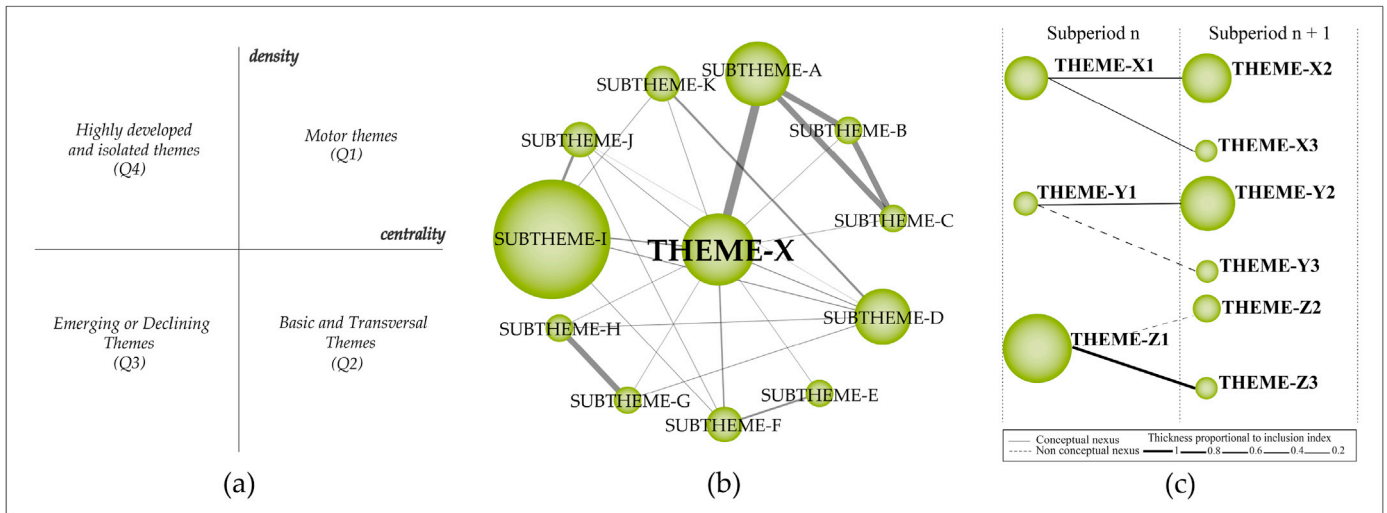 density
Highly developed
and isolated themes
(Q4)
Motor themes
(Q1)
centrality
Emerging or Declining
Themes
(Q3)
Basic and Transversal
Themes
(Q2)
(a)
SUBTHEME-A
SUBTHEME-K
SUBTHEME-B
SUBTHEME-J
SUBTHEME-C
SUBTHEME-I
THEME-X
SUBTHEME-D
SUBTHEME-H
SUBTHEME-E
SUBTHEME-G
SUBTHEME-F
(b)
Subperiod n
Subperiod n + 1
THEME-X1
THEME-X2
THEME-X3
THEME-Y1
THEME-Y2
THEME-Y3
THEME-Z2
THEME-Z1
THEME-Z3
Conceptual nexus
Non conceptual nexus
Thickness proportional to inclusion index
1 0.8 0.6 0.4 0.2
(c)